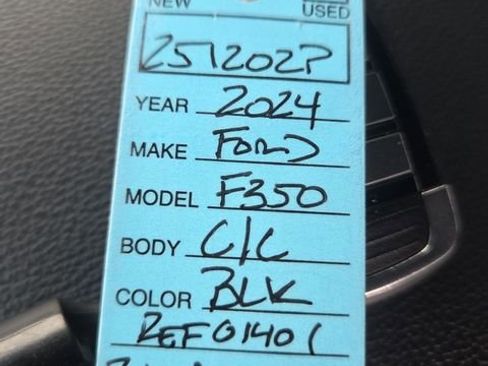 NEW USED
2512027
YEAR 2024
MAKE FORD
MODEL F350
BODY C/C
COLOR BLK
REF01401